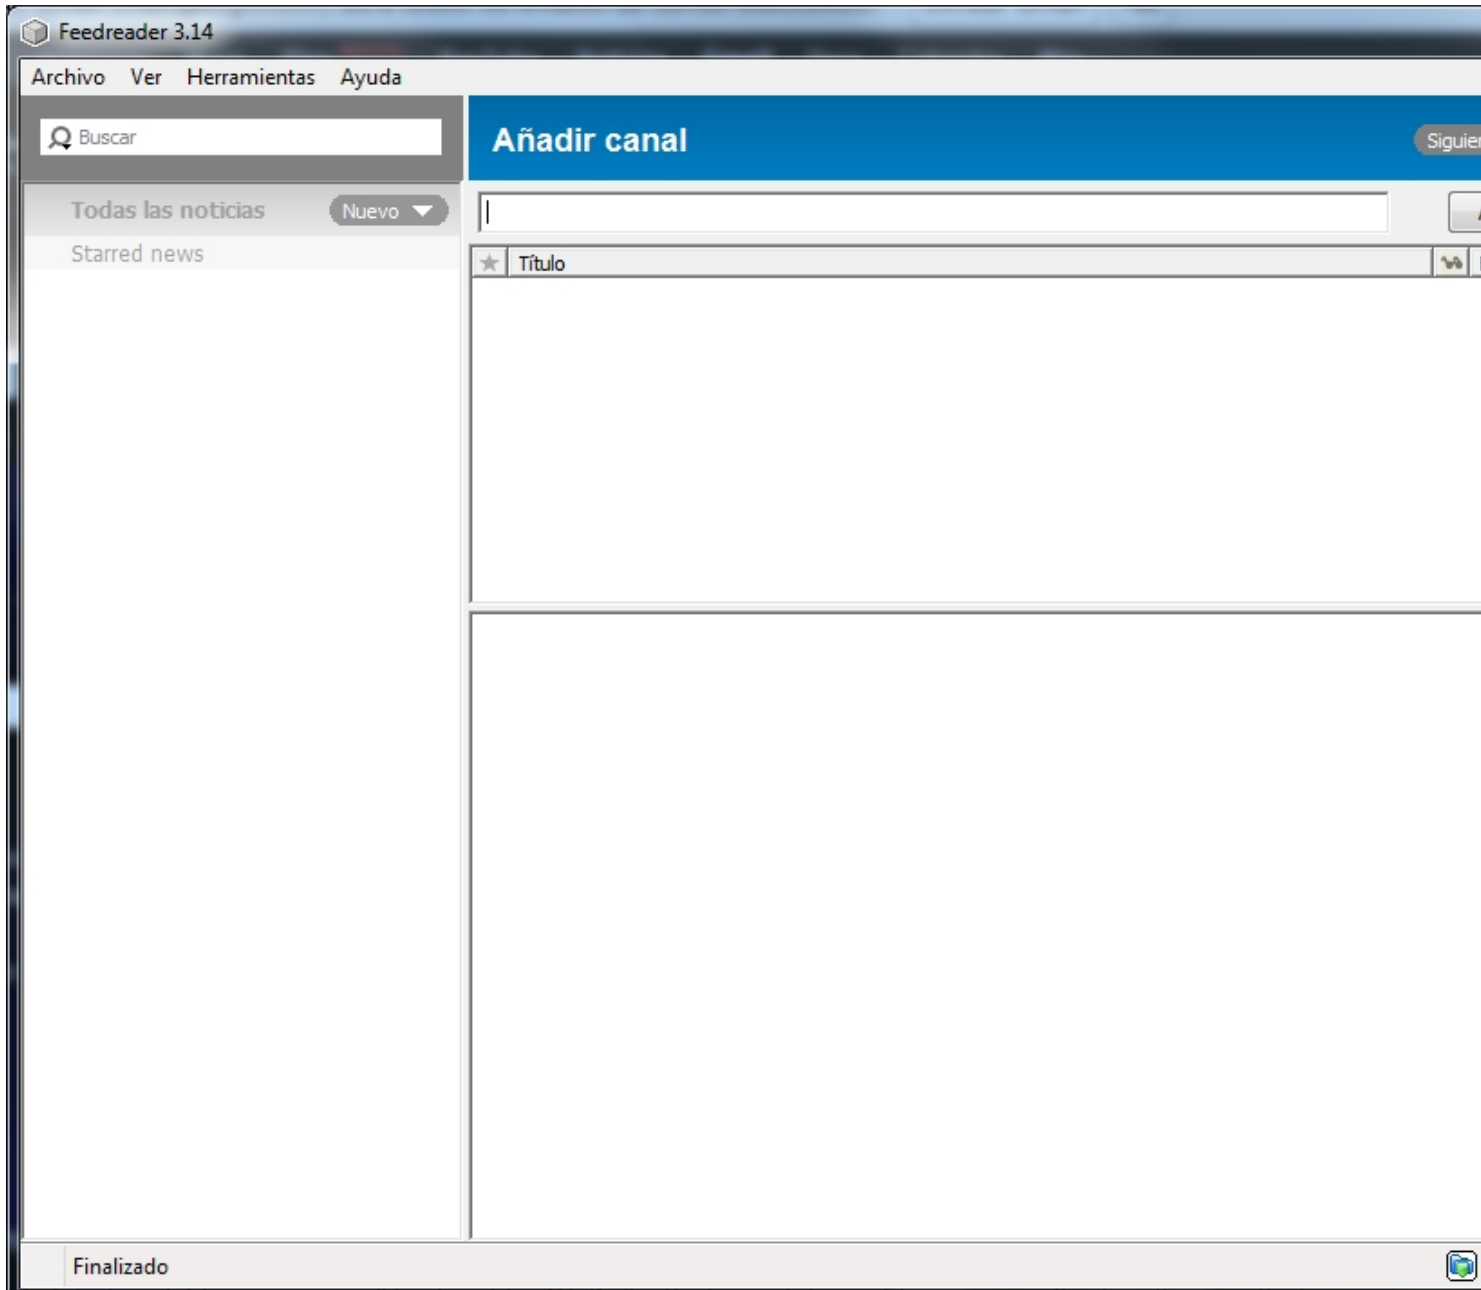 Feedreader 3.14
Archivo Ver Herramientas Ayuda
Buscar
Añadir canal
Todas las noticias
Nuevo
Starred news
Título
Finalizado